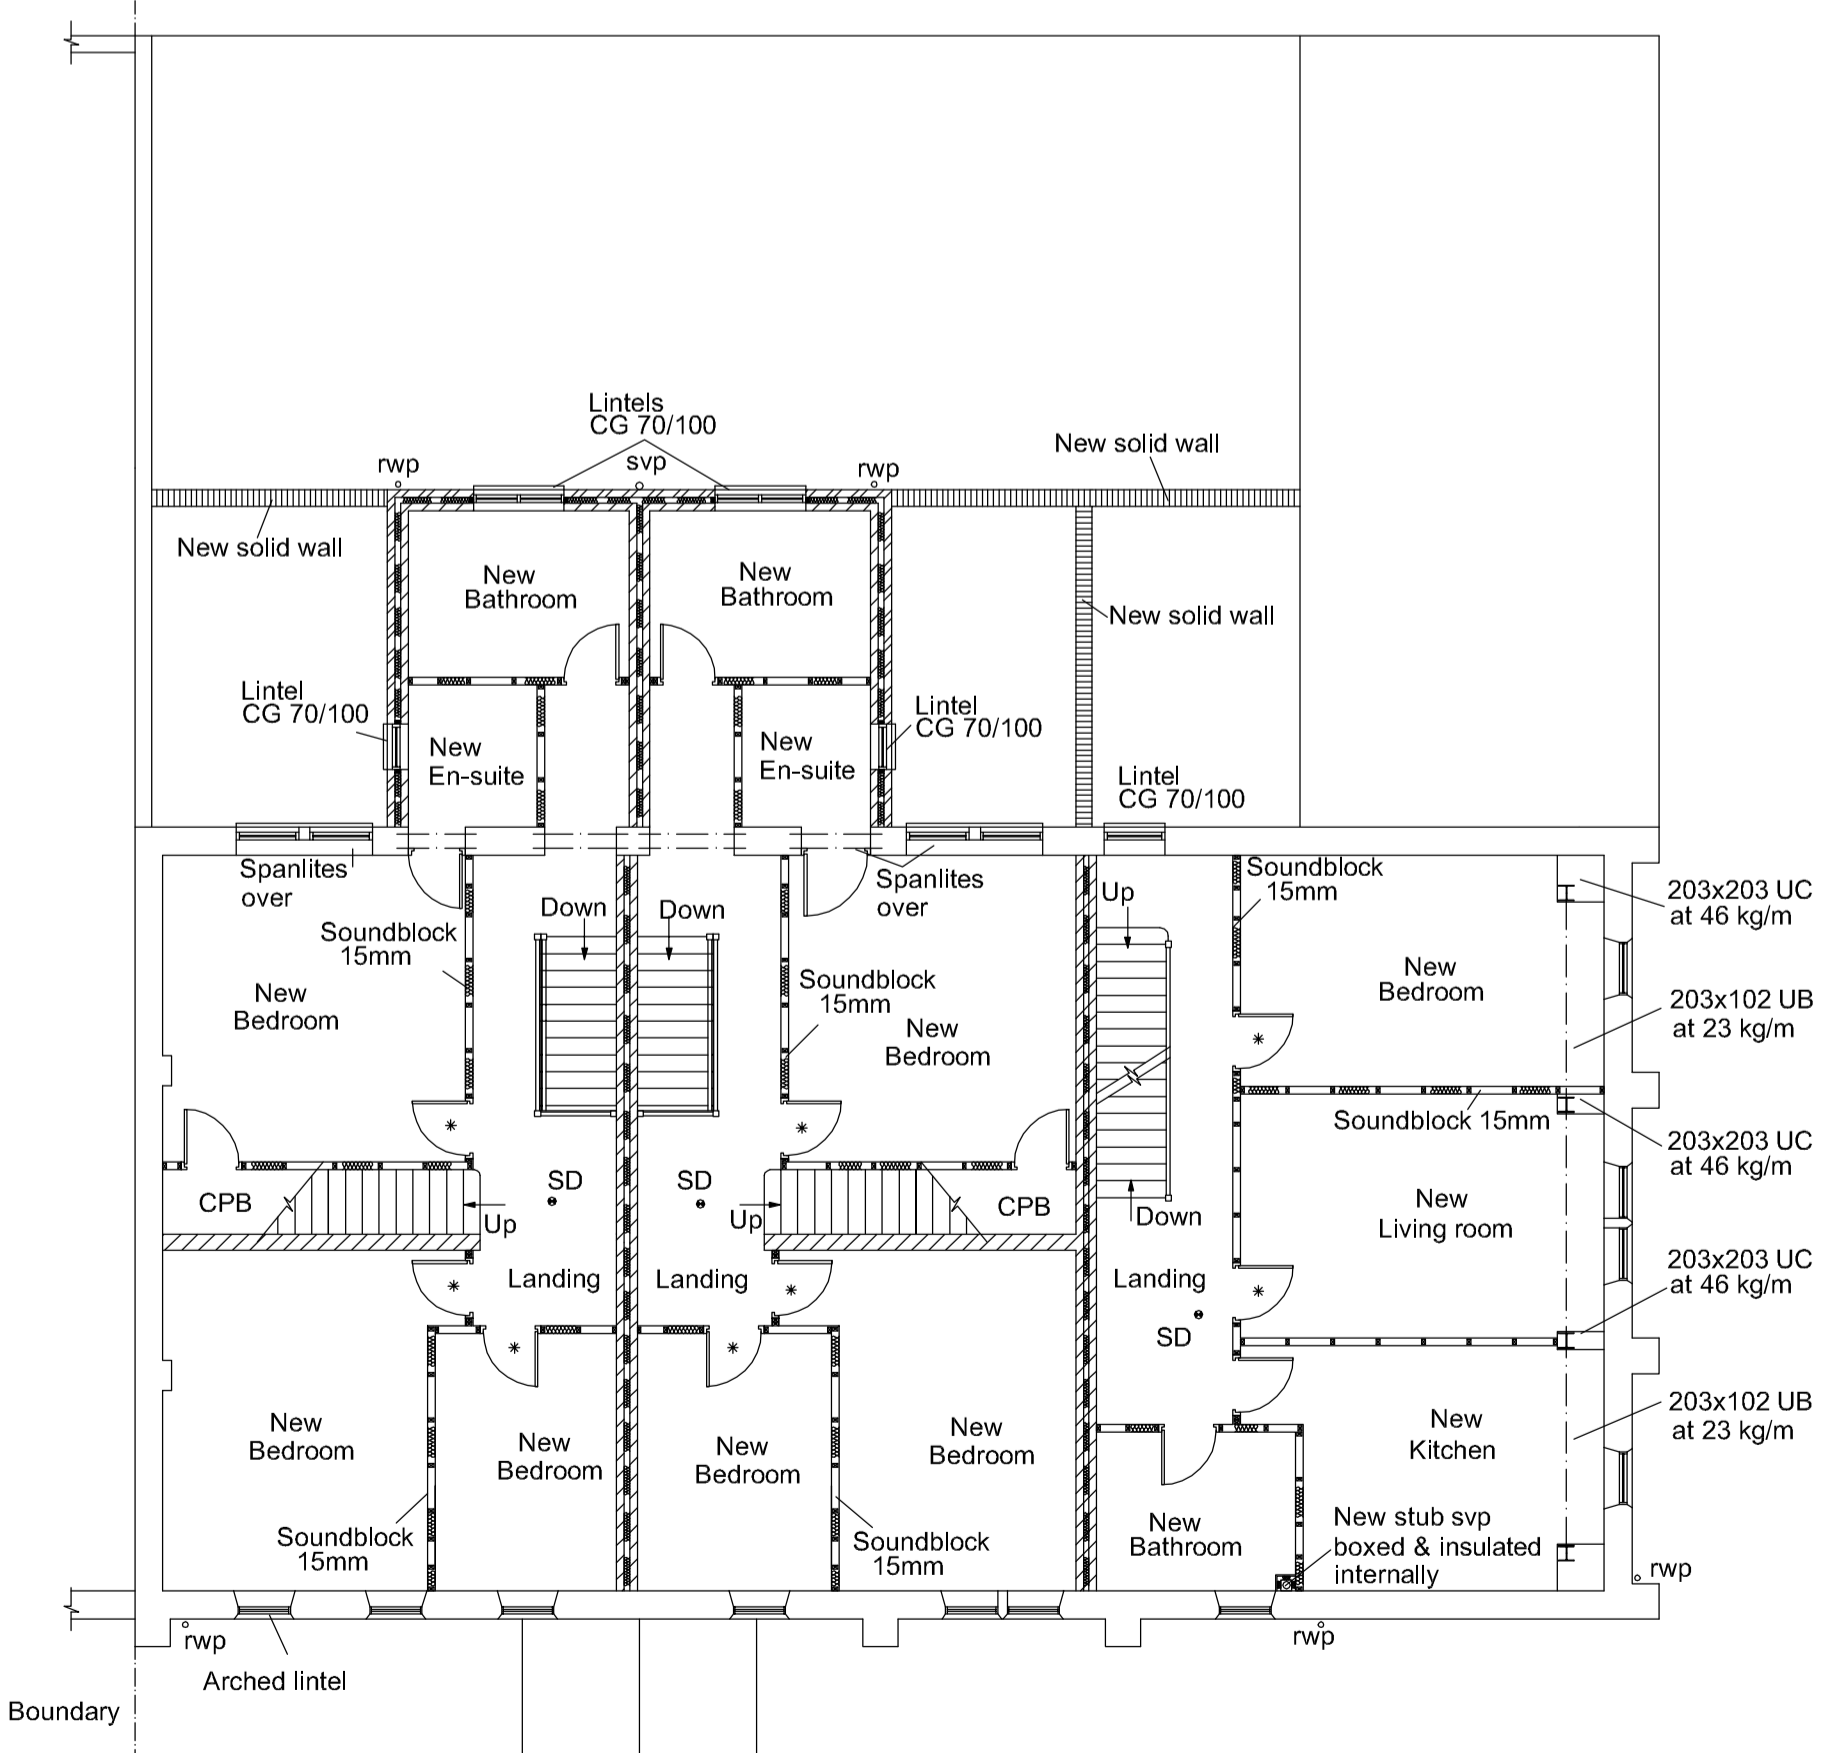 Lintels
CG 70/100
rwp
svp
rwp
New solid wall
New solid wall
New
Bathroom
New
Bathroom
New solid wall
Lintel
CG 70/100
New
En-suite
New
En-suite
Lintel
CG 70/100
Lintel
CG 70/100
Spanlites
over
Spanlites
over
Soundblock
15mm
Up
Down
Down
203x203 UC
at 46 kg/m
Soundblock
15mm
New
Bedroom
Soundblock
15mm
New
Bedroom
New
Bedroom
203x102 UB
at 23 kg/m
Soundblock 15mm
203x203 UC
at 46 kg/m
CPB
Up
SD
SD
Up
CPB
Down
New
Living room
Landing
Landing
Landing
SD
203x203 UC
at 46 kg/m
New
Bedroom
New
Bedroom
New
Bedroom
New
Bedroom
New
Kitchen
203x102 UB
at 23 kg/m
Soundblock
15mm
Soundblock
15mm
New
Bathroom
New stub svp
boxed & insulated
internally
rwp
rwp
rwp
Arched lintel
Boundary